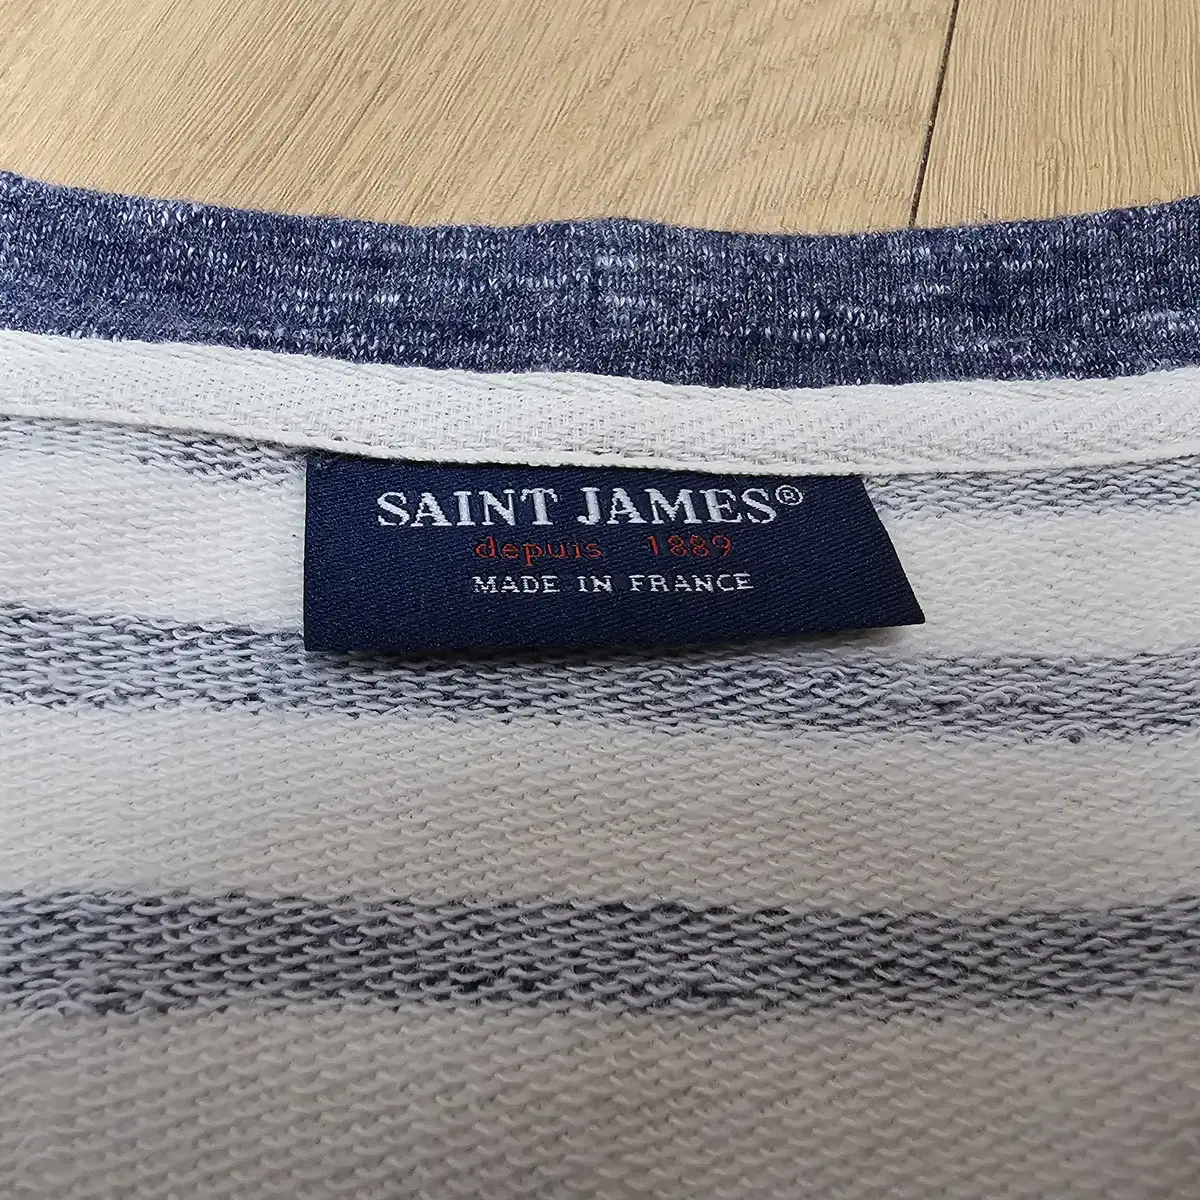 SAINT JAMES®
depuis 1889
MADE IN FRANCE